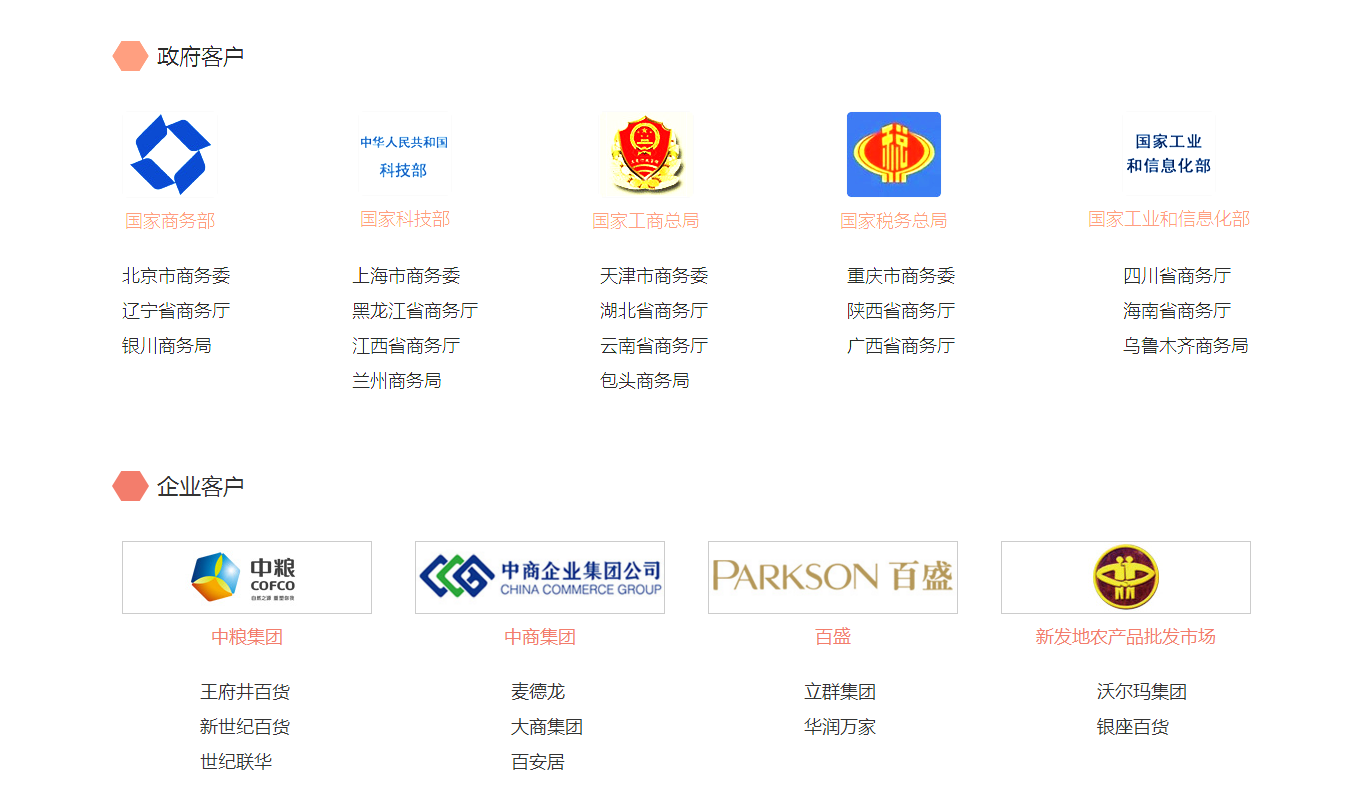 政府客户
中华人民共和国
科技部
税
国家工业
和信息化部
国家商务部
国家科技部
国家工商总局
国家税务总局
国家工业和信息化部
北京市商务委
上海市商务委
天津市商务委
重庆市商务委
四川省商务厅
辽宁省商务厅
黑龙江省商务厅
湖北省商务厅
陕西省商务厅
海南省商务厅
银川商务局
江西省商务厅
云南省商务厅
广西省商务厅
乌鲁木齐商务局
兰州商务局
包头商务局
企业客户
中粮
COFCO
自然之源 重塑你我
中商企业集团公司
CHINA COMMERCE GROUP
PARKSON 百盛
中粮集团
中商集团
百盛
新发地农产品批发市场
王府井百货
麦德龙
立群集团
沃尔玛集团
新世纪百货
大商集团
华润万家
银座百货
世纪联华
百安居